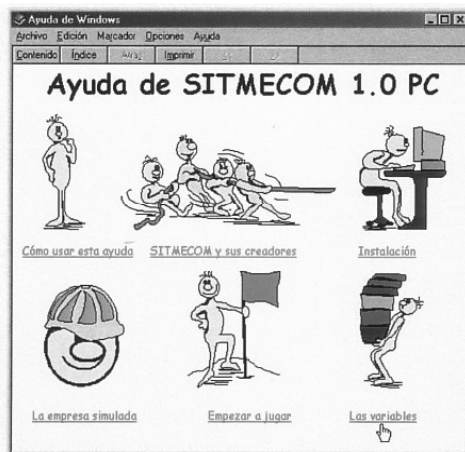 Ayuda de Windows
Archivo Edición Marcador Opciones Ayuda
Contenido Índice Atrás Imprimir << >>
Ayuda de SITMECOM 1.0 PC
Cómo usar esta ayuda SITMECOM y sus creadores Instalación
La empresa simulada Empezar a jugar Las variables